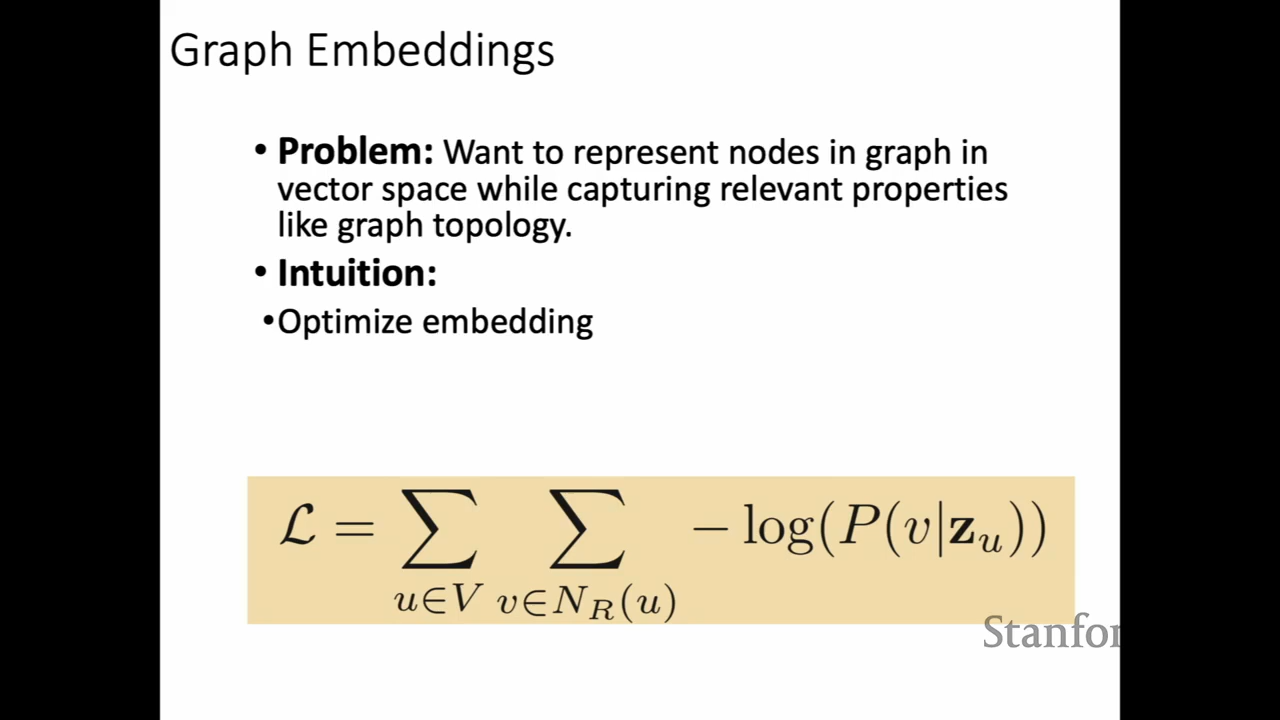 Graph Embeddings
• Problem: Want to represent nodes in graph in
vector space while capturing relevant properties
like graph topology.
• Intuition:
•Optimize embedding
ℒ = ∑_{u∈V} ∑_{v∈N_R(u)} − log(P(v|𝐳_u))
Stanfor